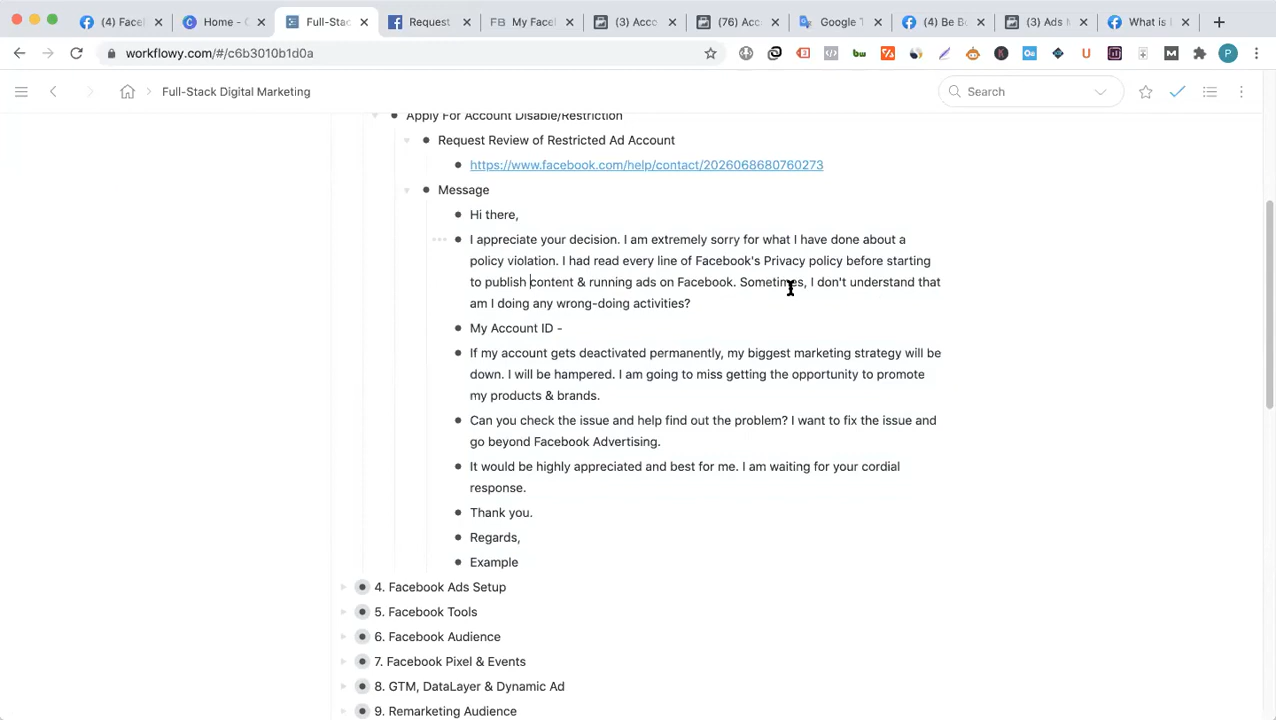 (4) Facel
Home - C
Full-Stac
Request
My Facel
(3) Acco
(76) Acc
Google T
(4) Be B
(3) Ads M
What is
workflowy.com/#/c6b3010b1d0a
Full-Stack Digital Marketing
Search
Apply For Account Disable/Restriction
Request Review of Restricted Ad Account
https://www.facebook.com/help/contact/2026068680760273
Message
Hi there,
I appreciate your decision. I am extremely sorry for what I have done about a
policy violation. I had read every line of Facebook's Privacy policy before starting
to publish content & running ads on Facebook. Sometimes, I don't understand that
am I doing any wrong-doing activities?
My Account ID -
If my account gets deactivated permanently, my biggest marketing strategy will be
down. I will be hampered. I am going to miss getting the opportunity to promote
my products & brands.
Can you check the issue and help find out the problem? I want to fix the issue and
go beyond Facebook Advertising.
It would be highly appreciated and best for me. I am waiting for your cordial
response.
Thank you.
Regards,
Example
4. Facebook Ads Setup
5. Facebook Tools
6. Facebook Audience
7. Facebook Pixel & Events
8. GTM, DataLayer & Dynamic Ad
9. Remarketing Audience